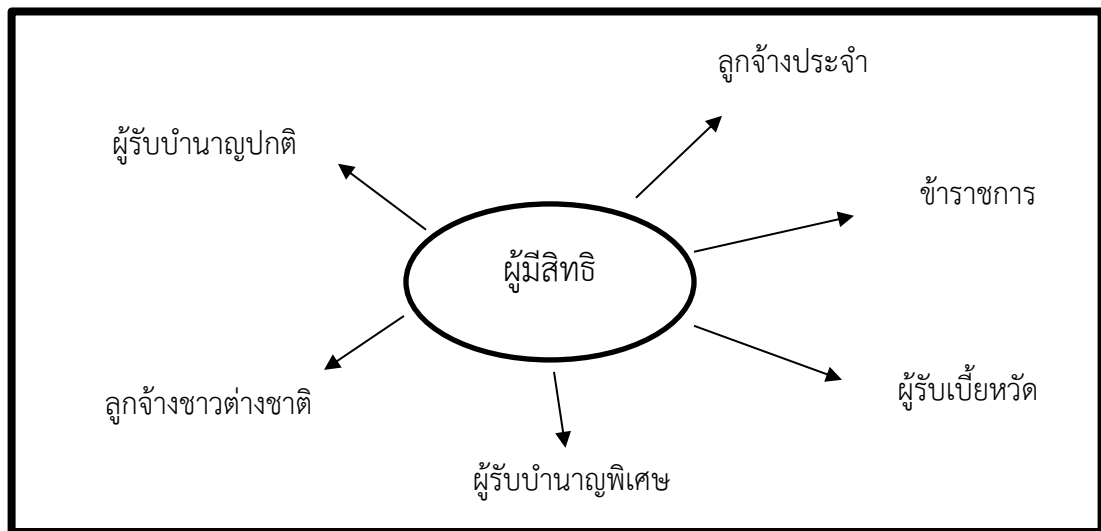 ลูกจ้างประจำ
ผู้รับบำนาญปกติ
ข้าราชการ
ผู้มีสิทธิ
ผู้รับเบี้ยหวัด
ลูกจ้างชาวต่างชาติ
ผู้รับบำนาญพิเศษ